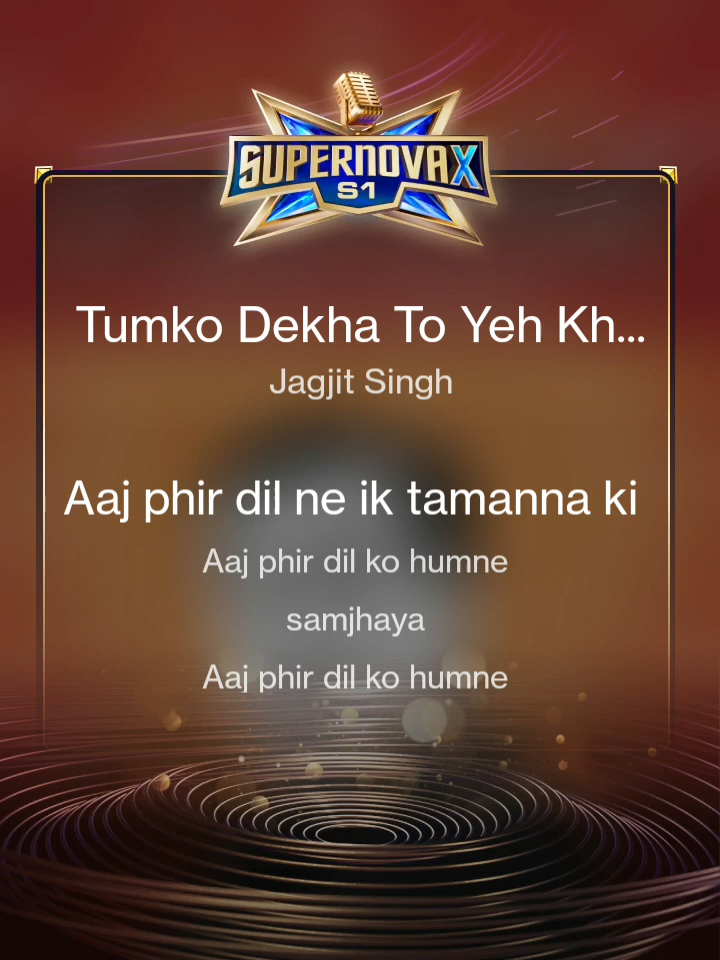 SUPERNOVA X
S1
Tumko Dekha To Yeh Kh...
Jagjit Singh
Aaj phir dil ne ik tamanna ki
Aaj phir dil ko humne
samjhaya
Aaj phir dil ko humne